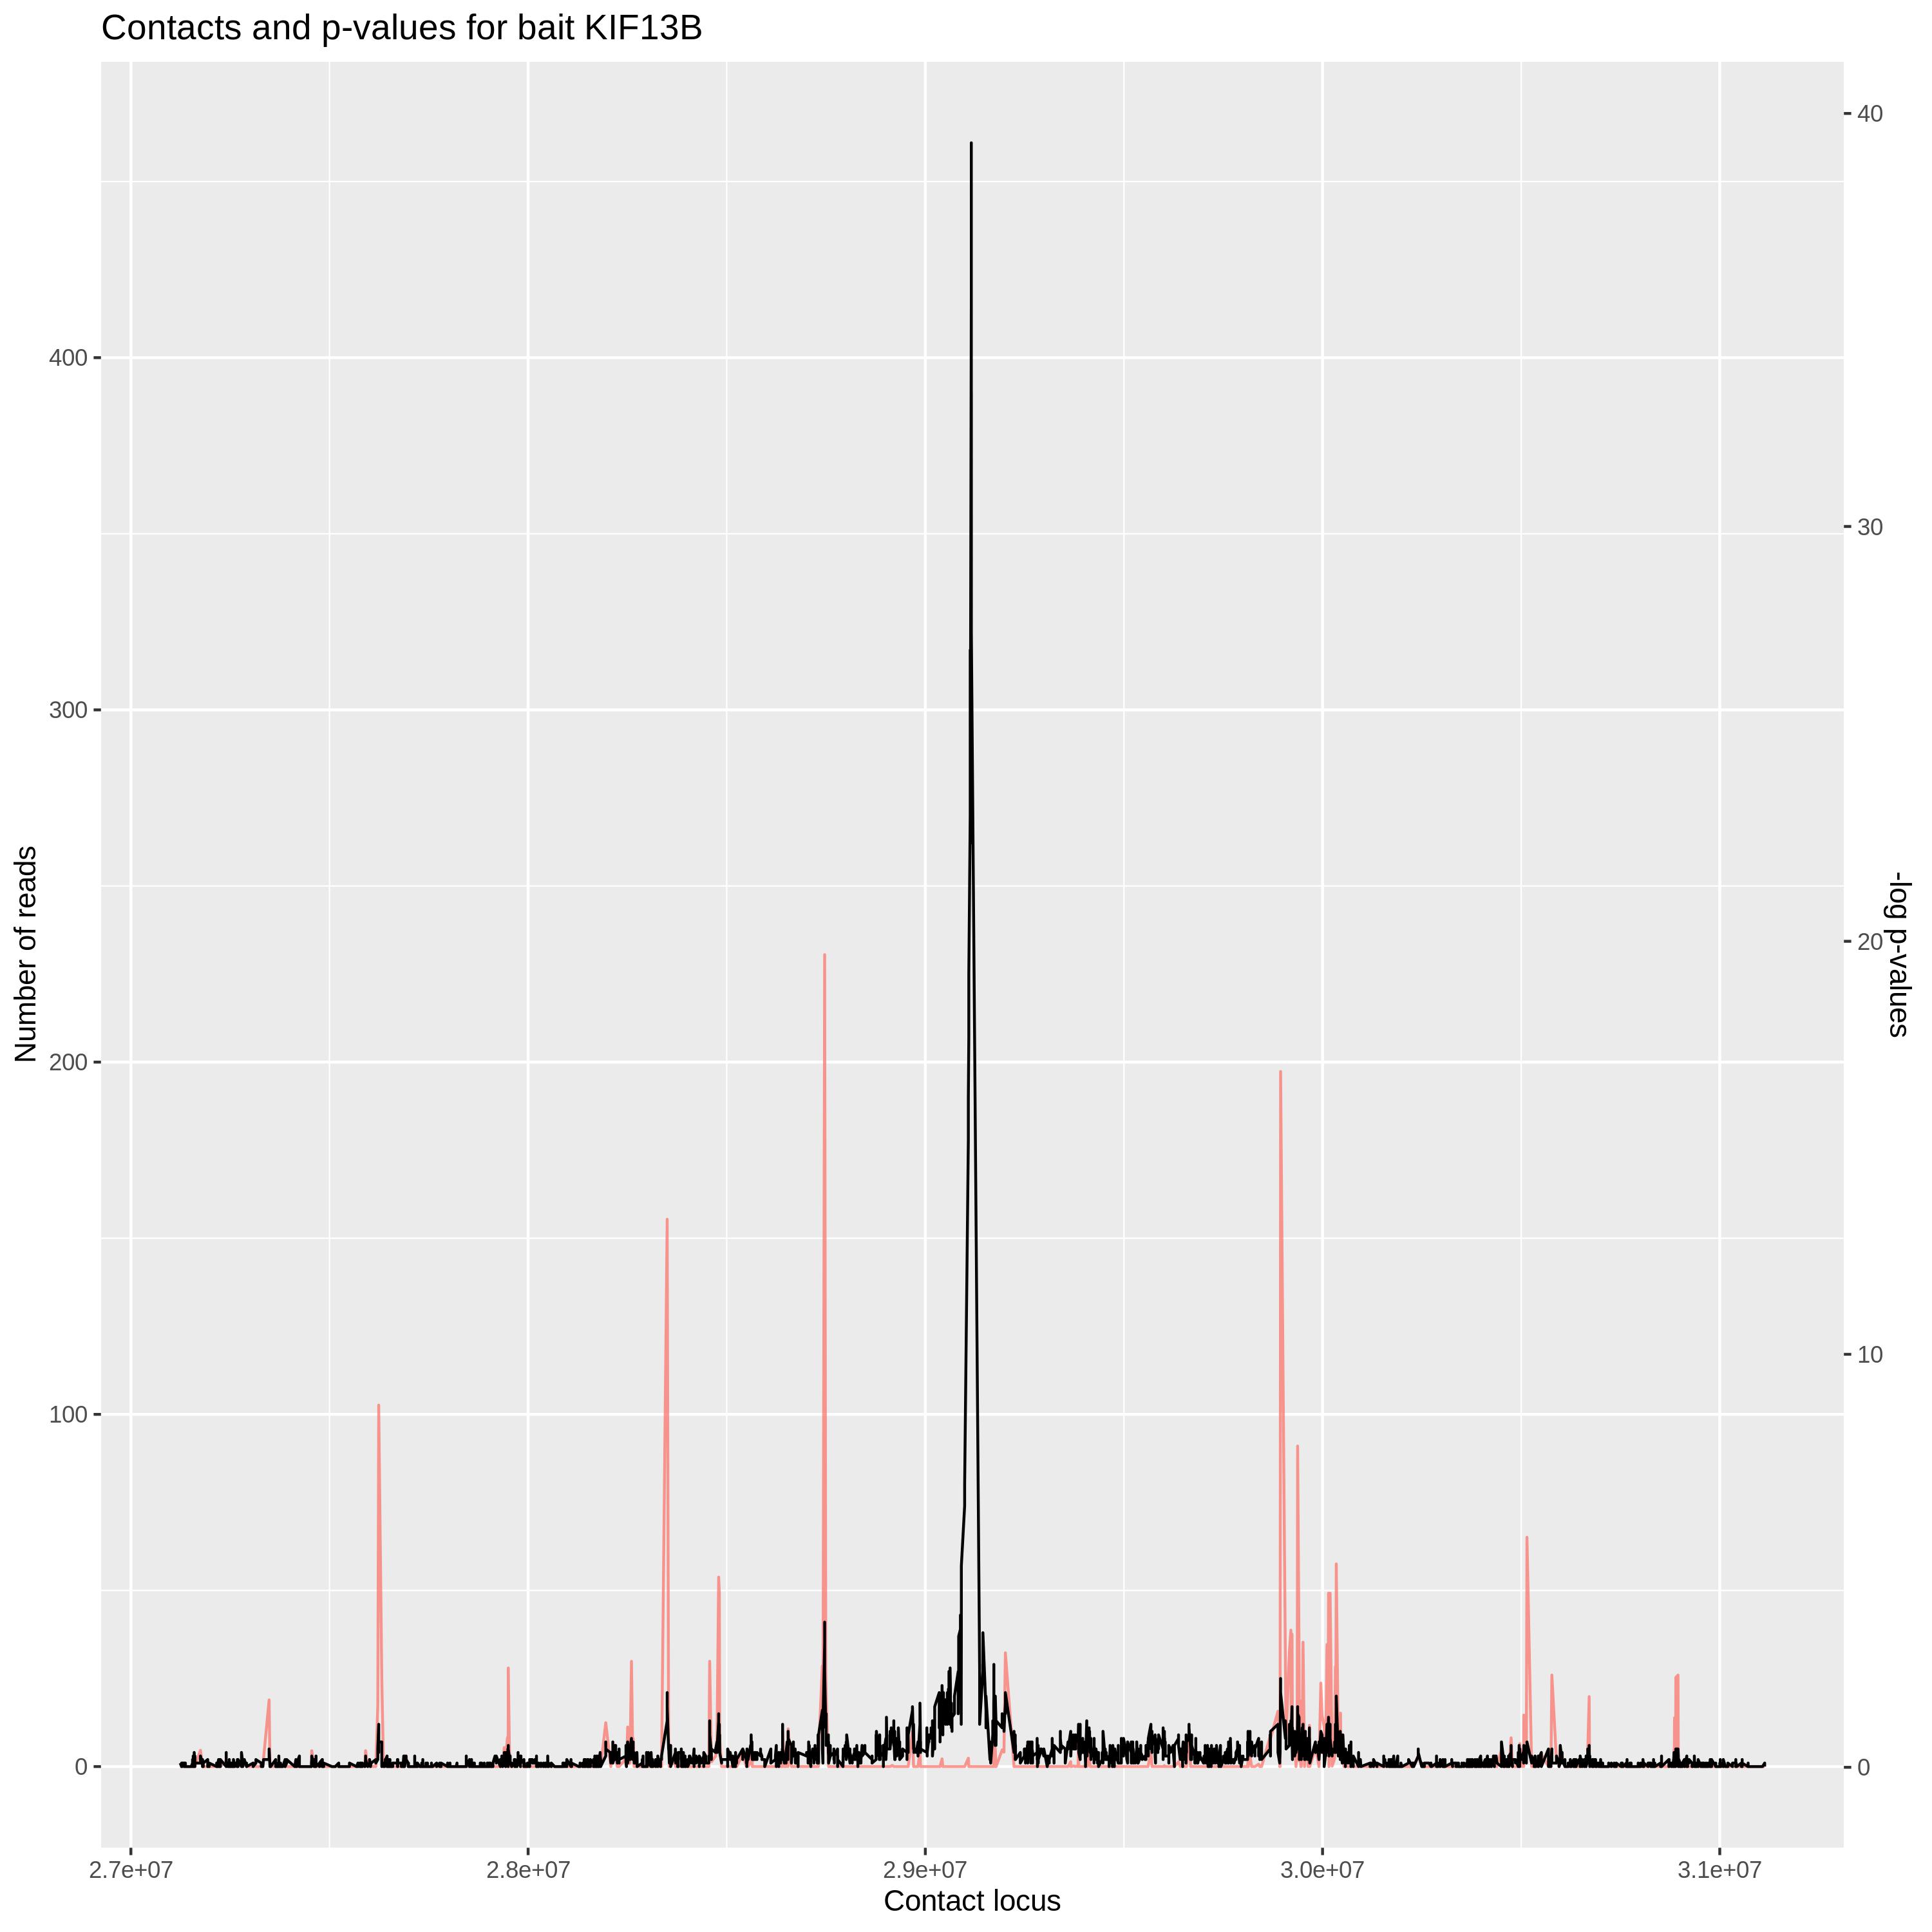 Contacts and p-values for bait KIF13B
Number of reads
400
300
200
100
0
40
30
20
10
0
-log p-values
2.7e+07 2.8e+07 2.9e+07 3.0e+07 3.1e+07
Contact locus